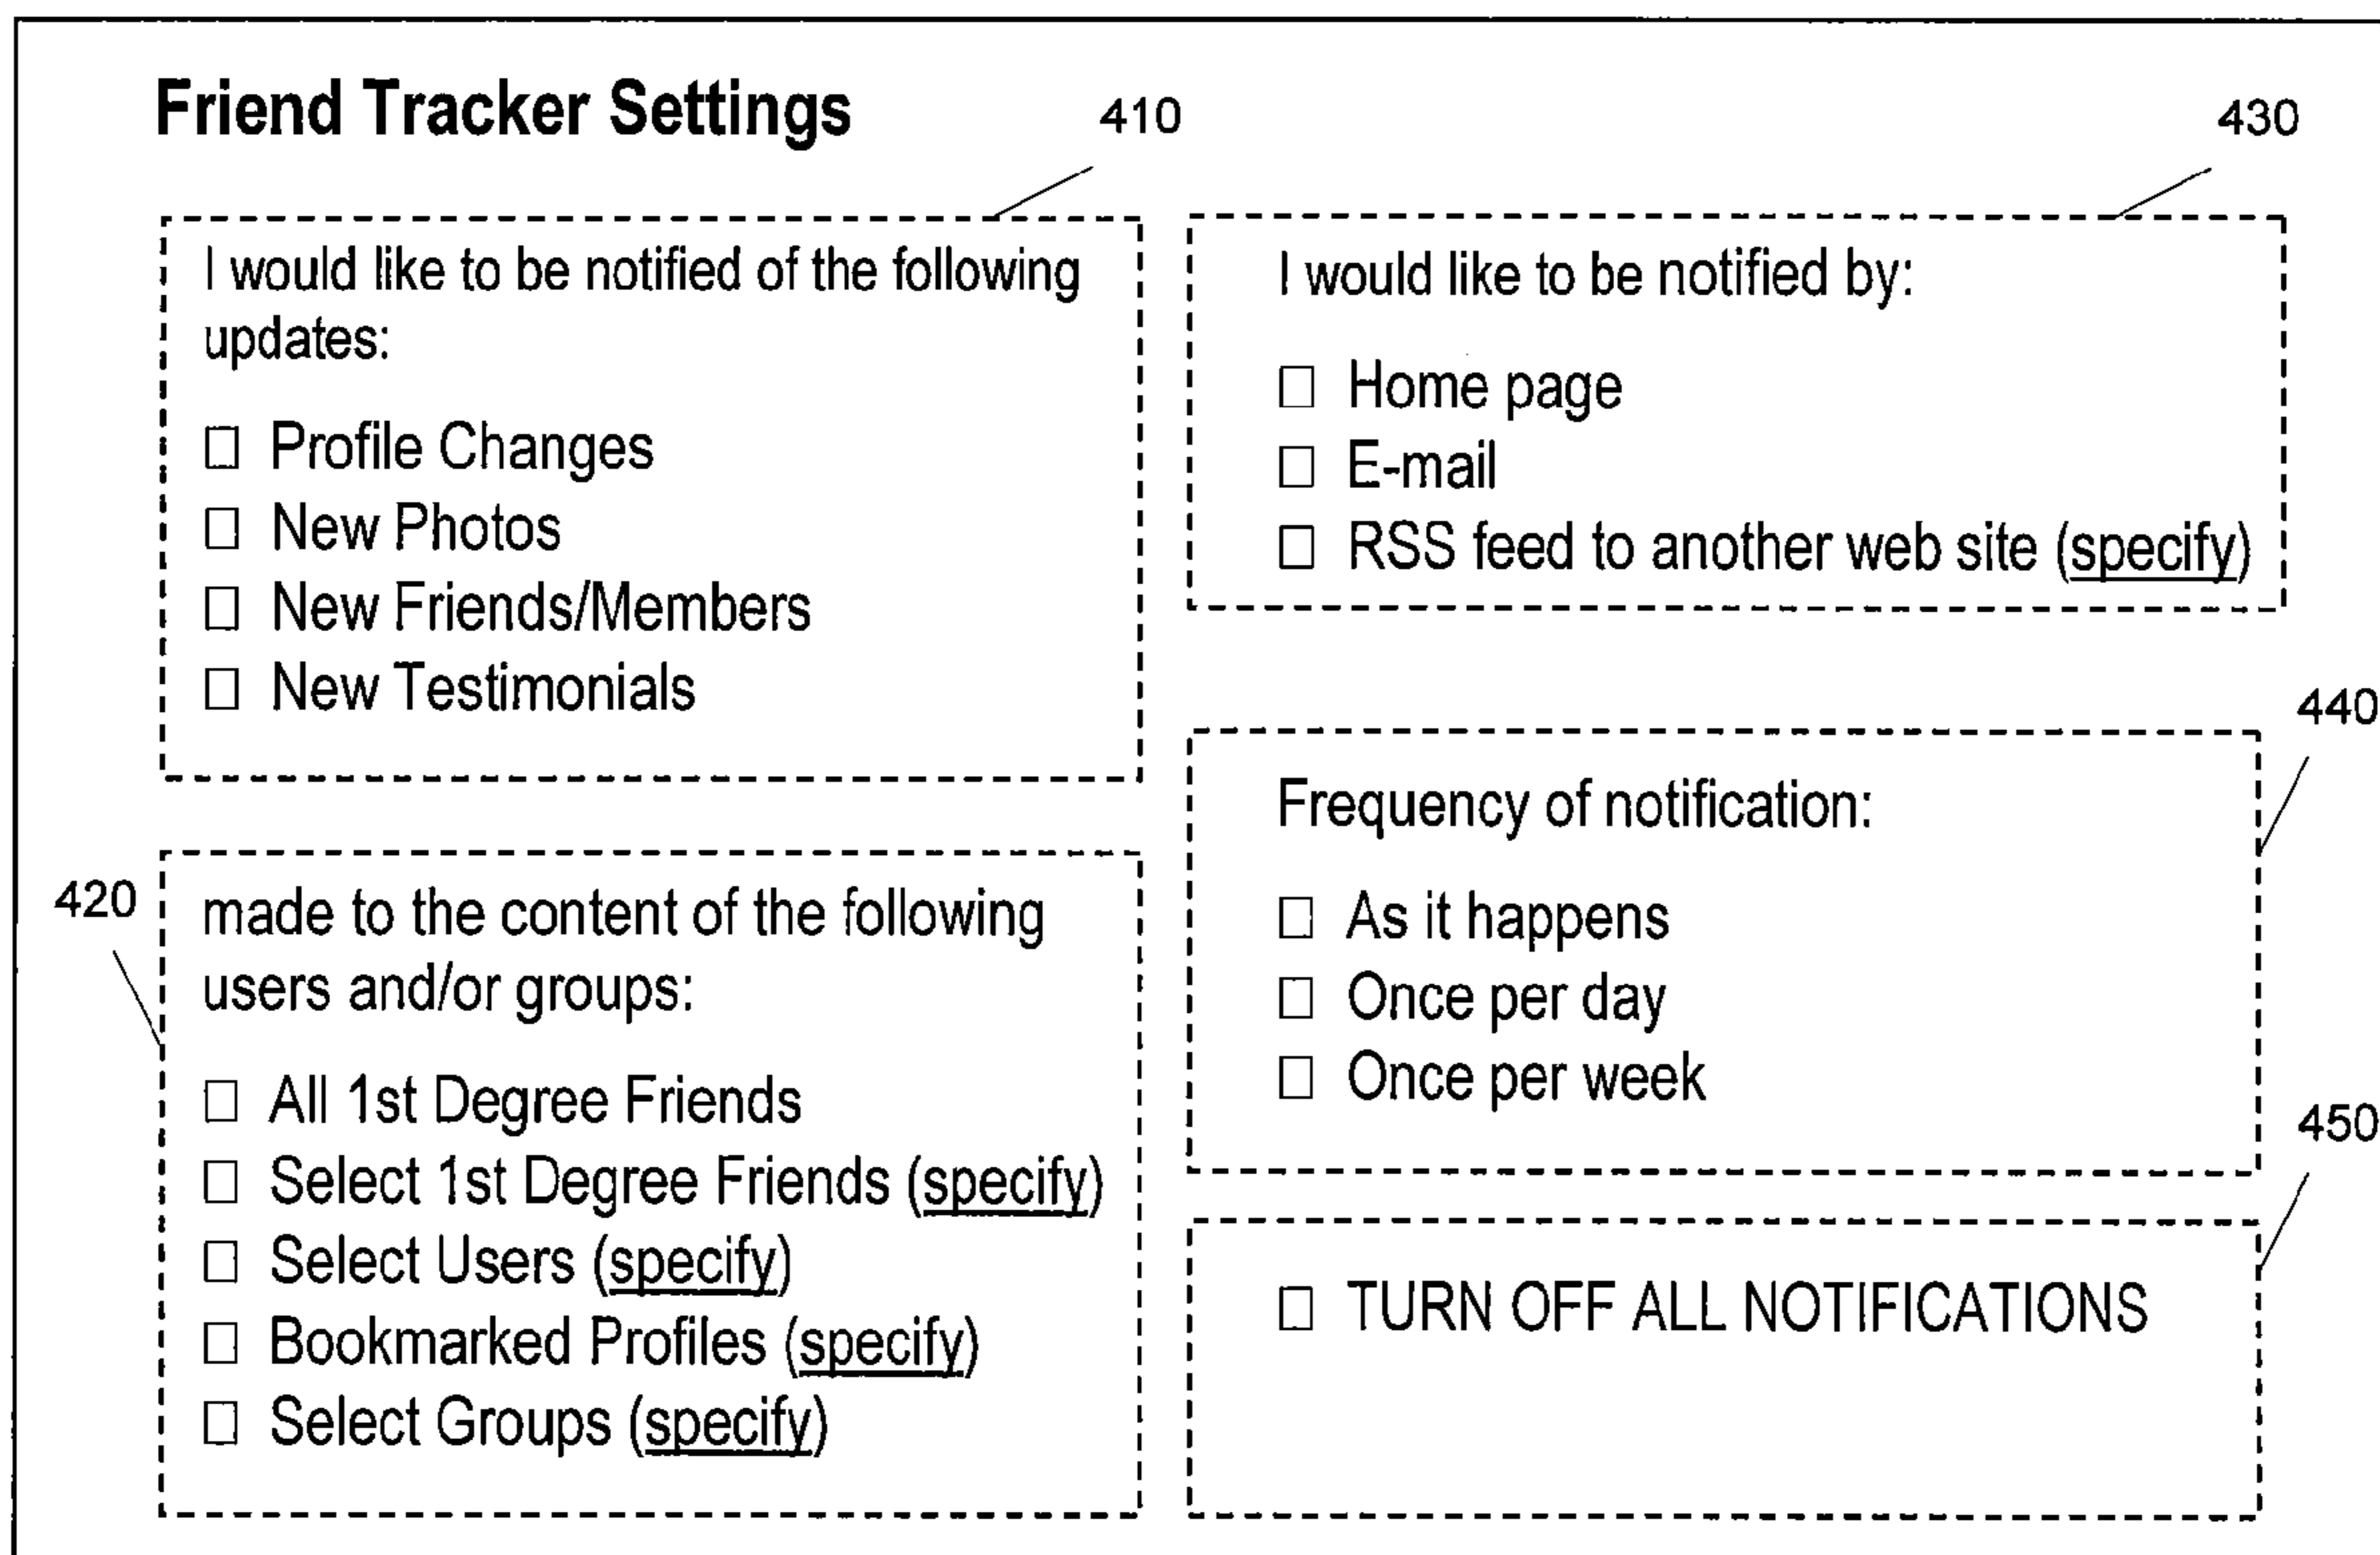 Friend Tracker Settings
410
I would like to be notified of the following
updates:
Profile Changes
New Photos
New Friends/Members
New Testimonials
420
made to the content of the following
users and/or groups:
All 1st Degree Friends
Select 1st Degree Friends (specify)
Select Users (specify)
Bookmarked Profiles (specify)
Select Groups (specify)
430
I would like to be notified by:
Home page
E-mail
RSS feed to another web site (specify)
440
Frequency of notification:
As it happens
Once per day
Once per week
450
TURN OFF ALL NOTIFICATIONS